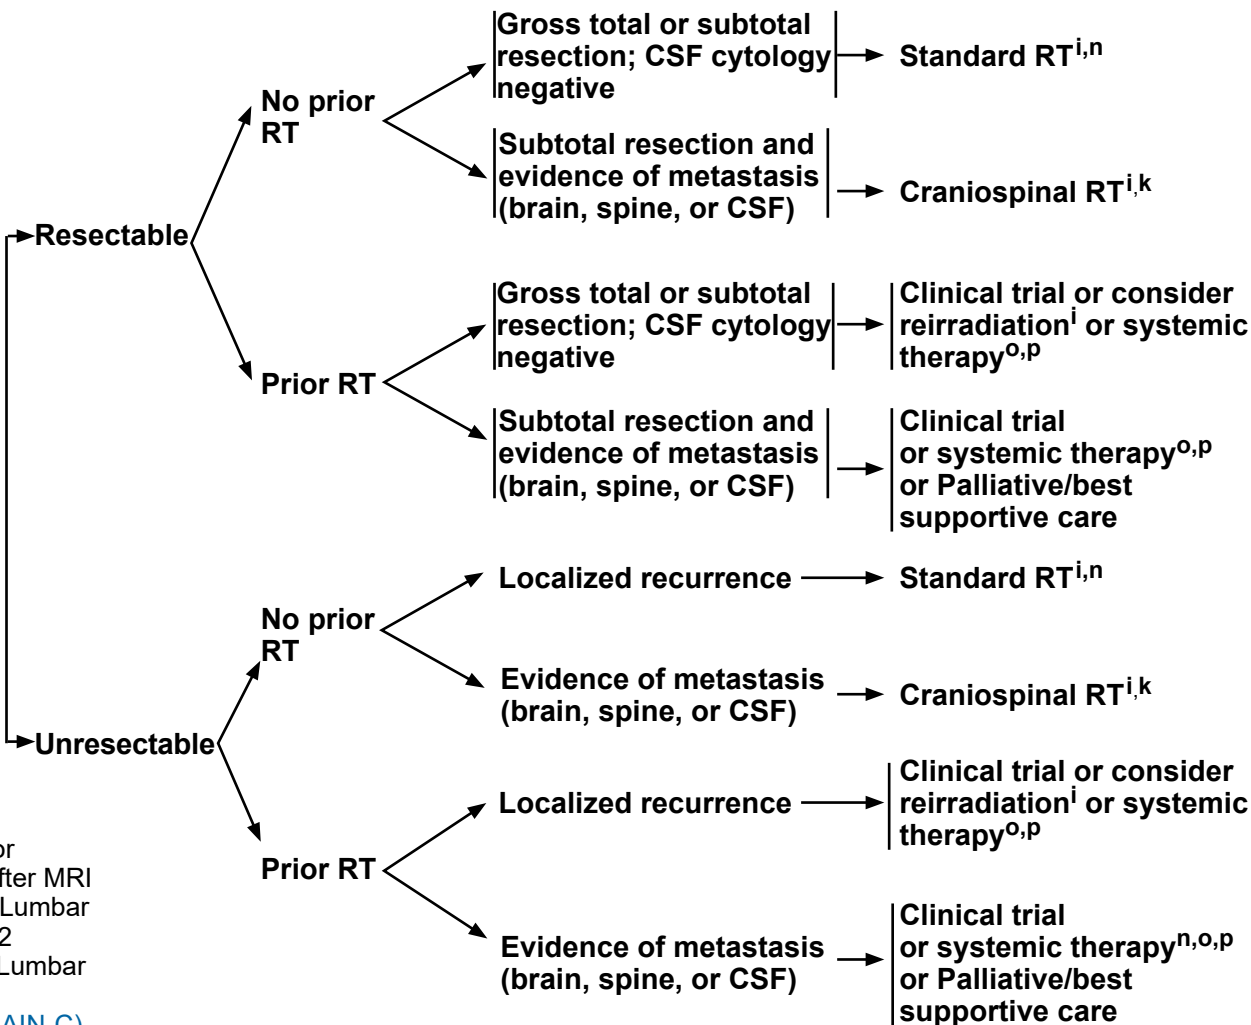 Gross total or subtotal
resection; CSF cytology
negative
Standard RTi,n
No prior
RT
Subtotal resection and
evidence of metastasis
(brain, spine, or CSF)
Craniospinal RTi,k
Resectable
Gross total or subtotal
resection; CSF cytology
negative
Clinical trial or consider
reirradiationi or systemic
therapyo,p
Prior RT
Subtotal resection and
evidence of metastasis
(brain, spine, or CSF)
Clinical trial
or systemic therapyo,p
or Palliative/best
supportive care
Localized recurrence
Standard RTi,n
No prior
RT
Evidence of metastasis
(brain, spine, or CSF)
Craniospinal RTi,k
Unresectable
Localized recurrence
Clinical trial or consider
reirradiationi or systemic
therapyo,p
Prior RT
Evidence of metastasis
(brain, spine, or CSF)
Clinical trial
or systemic therapyn,o,p
or Palliative/best
supportive care
or
fter MRI
Lumbar
2
Lumbar
AIN-C)